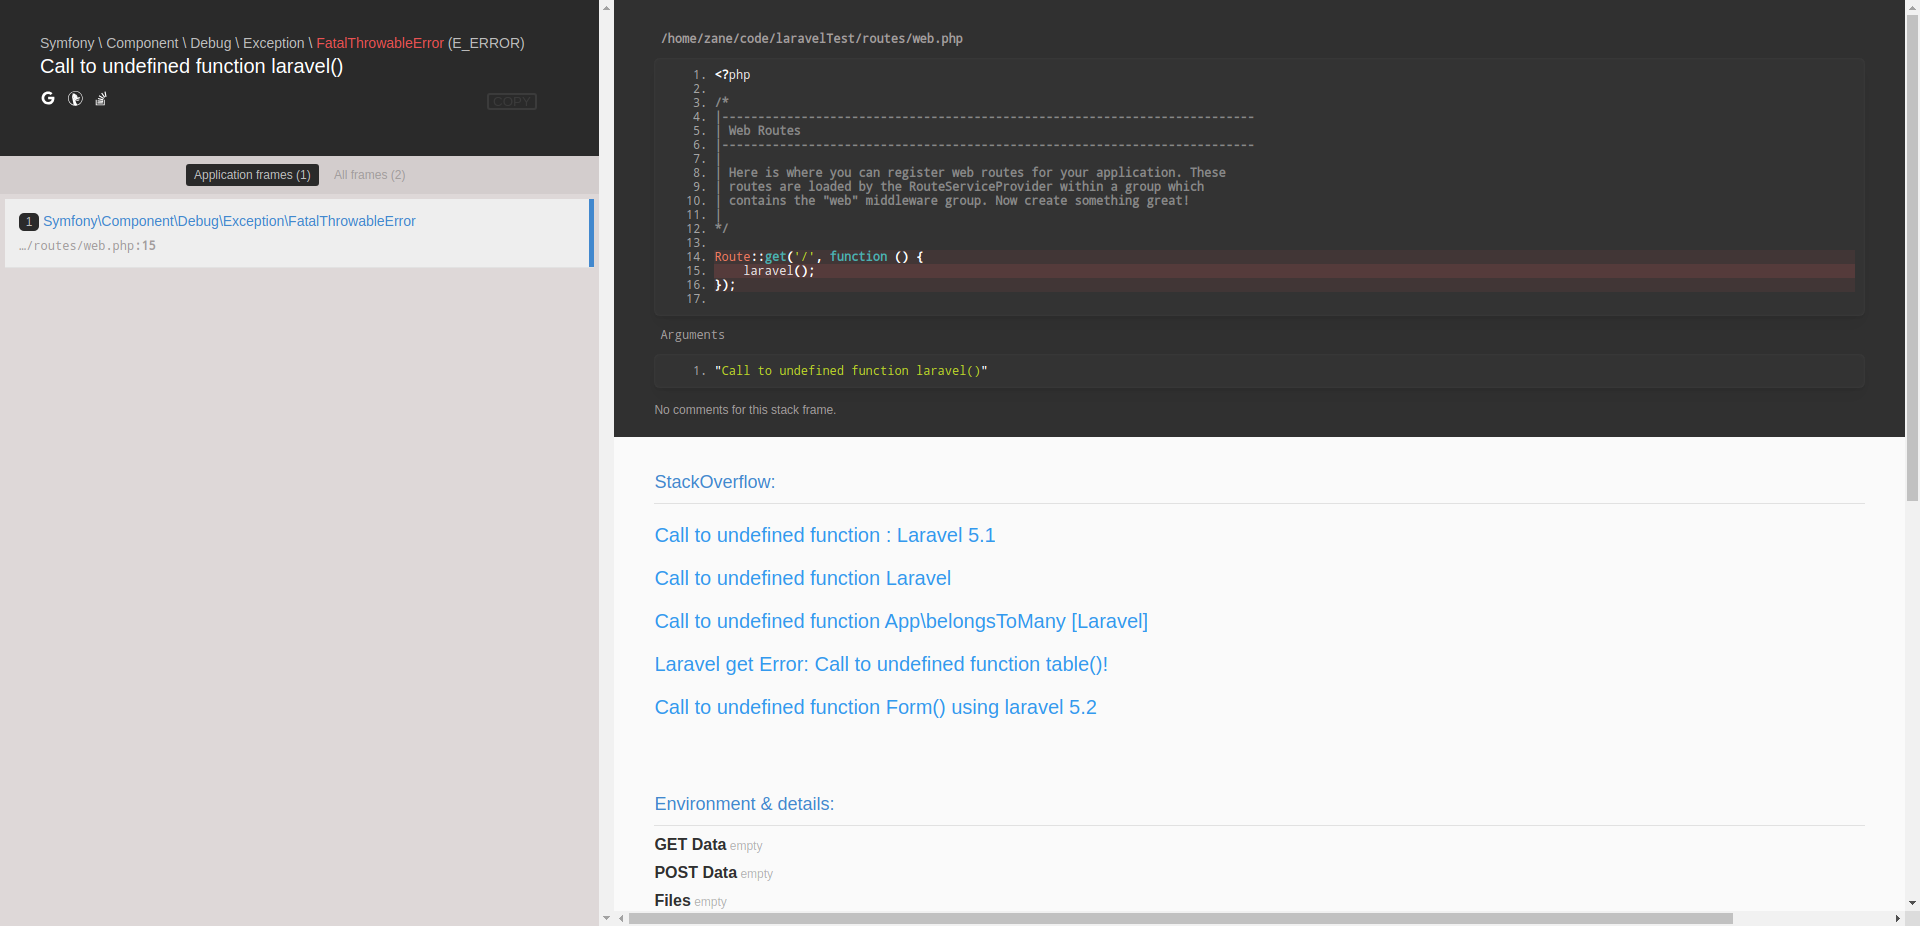 Symfony \ Component \ Debug \ Exception \ FatalThrowableError (E_ERROR)
Call to undefined function laravel()
COPY
Application frames (1) All frames (2)
1 Symfony\Component\Debug\Exception\FatalThrowableError
…/routes/web.php:15
/home/zane/code/laravelTest/routes/web.php
1. <?php
2.
3. /*
4. |--------------------------------------------------------------------------
5. | Web Routes
6. |--------------------------------------------------------------------------
7. |
8. | Here is where you can register web routes for your application. These
9. | routes are loaded by the RouteServiceProvider within a group which
10. | contains the "web" middleware group. Now create something great!
11. |
12. */
13.
14. Route::get('/', function () {
15.     laravel();
16. });
17.
Arguments
1. "Call to undefined function laravel()"
No comments for this stack frame.
StackOverflow:
Call to undefined function : Laravel 5.1
Call to undefined function Laravel
Call to undefined function App\belongsToMany [Laravel]
Laravel get Error: Call to undefined function table()!
Call to undefined function Form() using laravel 5.2
Environment & details:
GET Data empty
POST Data empty
Files empty